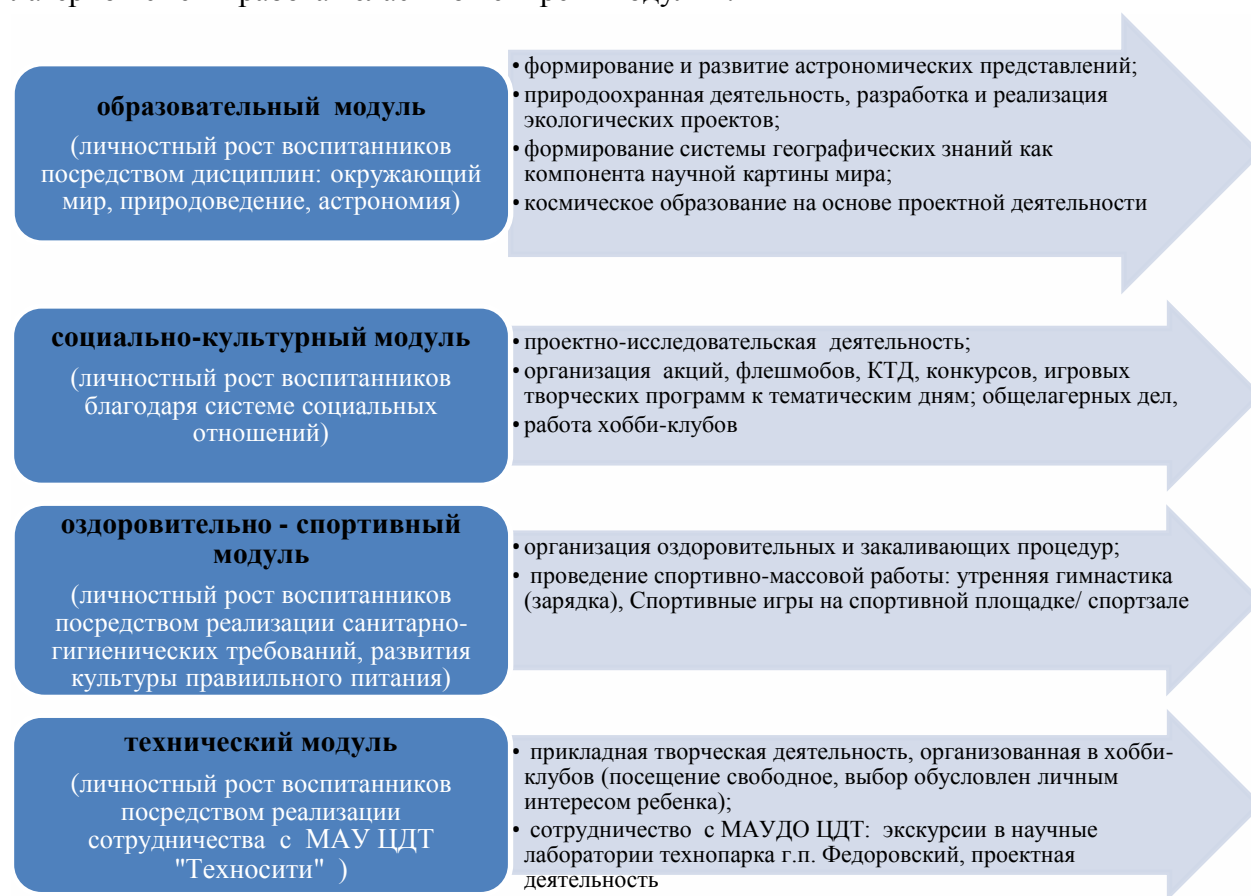 образовательный модуль
(личностный рост воспитанников
посредством дисциплин: окружающий
мир, природоведение, астрономия)
• формирование и развитие астрономических представлений;
• природоохранная деятельность, разработка и реализация
экологических проектов;
• формирование системы географических знаний как
компонента научной картины мира;
• космическое образование на основе проектной деятельности
социально-культурный модуль
(личностный рост воспитанников
благодаря системе социальных
отношений)
• проектно-исследовательская деятельность;
• организация акций, флешмобов, КТД, конкурсов, игровых
творческих программ к тематическим дням; общелагерных дел,
• работа хобби-клубов
оздоровительно - спортивный
модуль
(личностный рост воспитанников
посредством реализации санитарно-
гигиенических требований, развития
культуры правиильного питания)
• организация оздоровительных и закаливающих процедур;
• проведение спортивно-массовой работы: утренняя гимнастика
(зарядка), Спортивные игры на спортивной площадке/ спортзале
технический модуль
(личностный рост воспитанников
посредством реализации
сотрудничества с МАУ ЦДТ
"Техносити" )
• прикладная творческая деятельность, организованная в хобби-
клубов (посещение свободное, выбор обусловлен личным
интересом ребенка);
• сотрудничество с МАУДО ЦДТ: экскурсии в научные
лаборатории технопарка г.п. Федоровский, проектная
деятельность